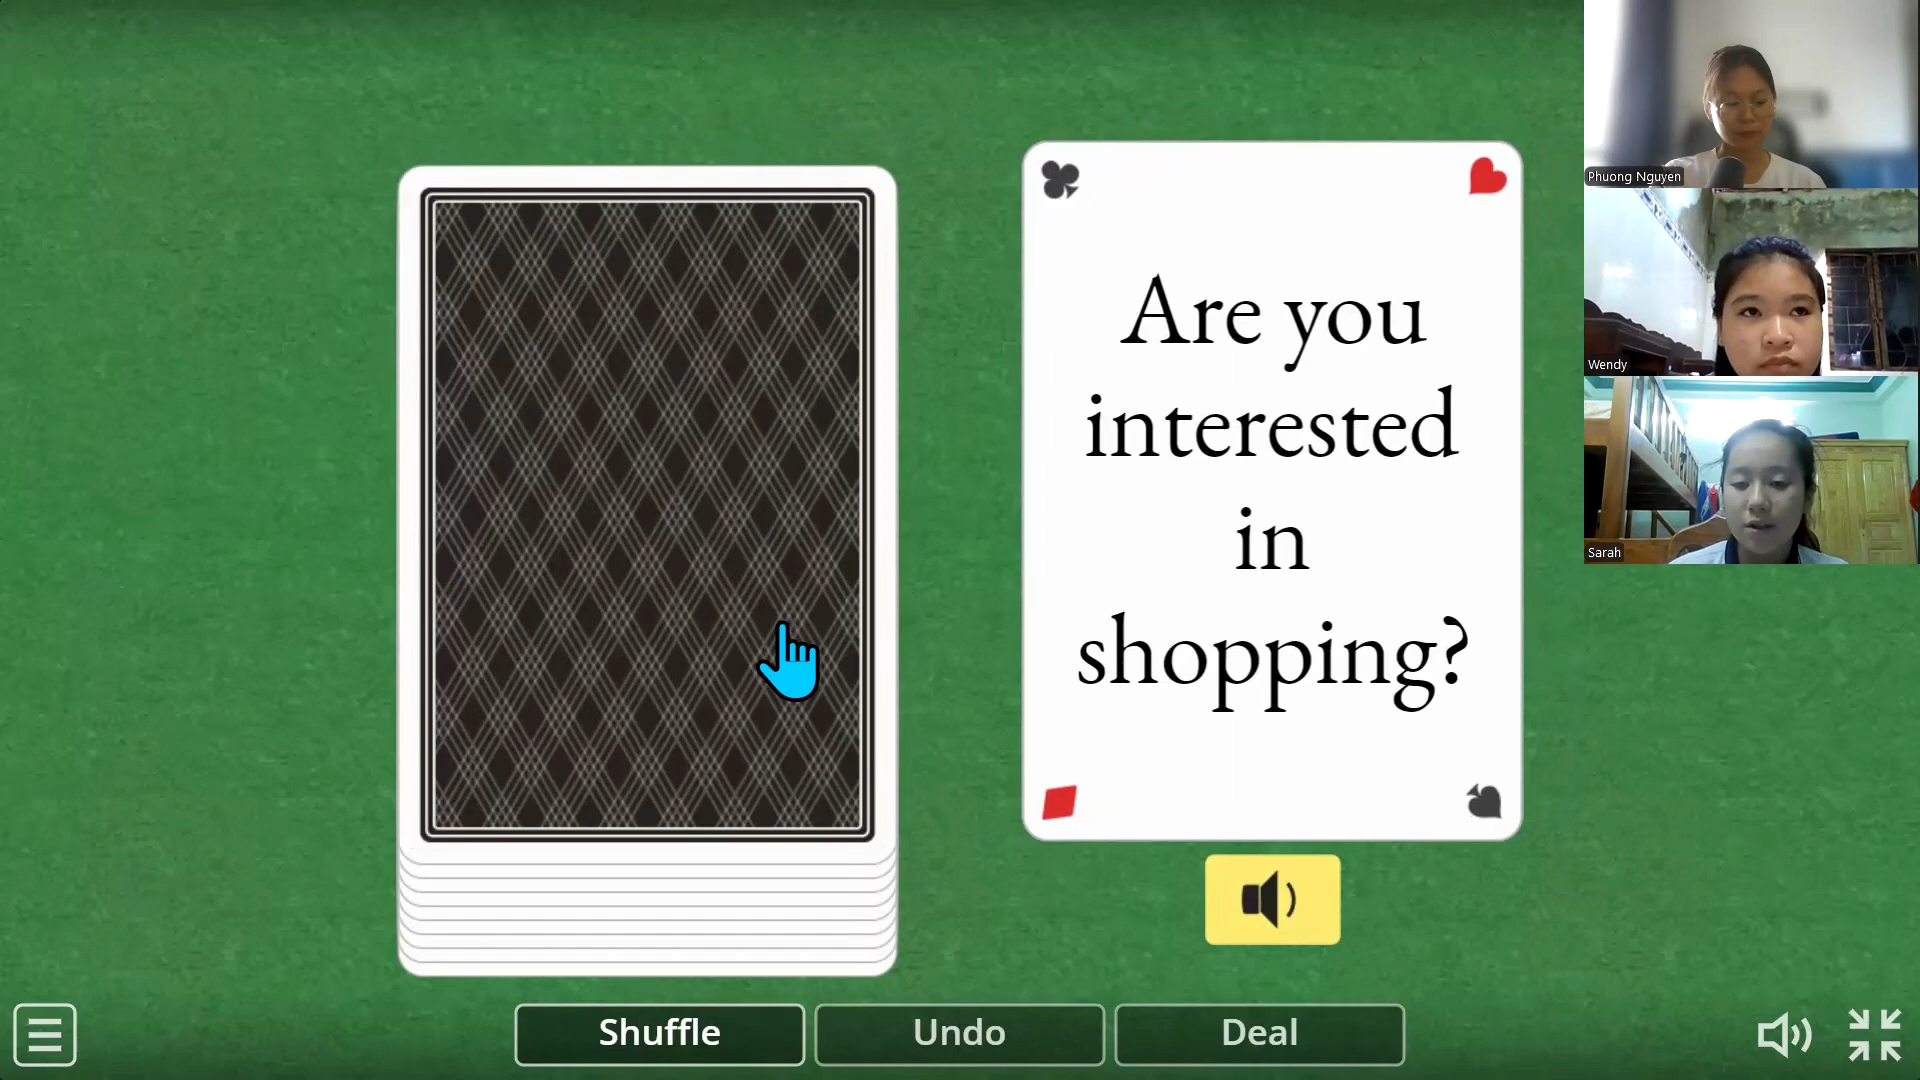 Are you
interested
in
shopping?
Phuong Nguyen
Wendy
Sarah
Shuffle
Undo
Deal